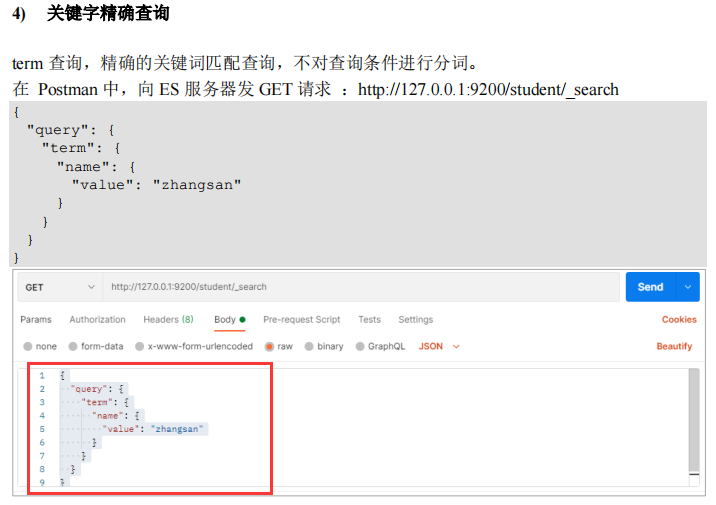 4) 关键字精确查询
term 查询，精确的关键词匹配查询，不对查询条件进行分词。
在 Postman 中，向 ES 服务器发 GET 请求 ：http://127.0.0.1:9200/student/_search
{
"query": {
"term": {
"name": {
"value": "zhangsan"
}
}
}
}
GET http://127.0.0.1:9200/student/_search Send
Params Authorization Headers (8) Body Pre-request Script Tests Settings Cookies
none form-data x-www-form-urlencoded raw binary GraphQL JSON Beautify
1 {
2 "query": {
3 "term": {
4 "name": {
5 "value": "zhangsan"
6 }
7 }
8 }
9 }